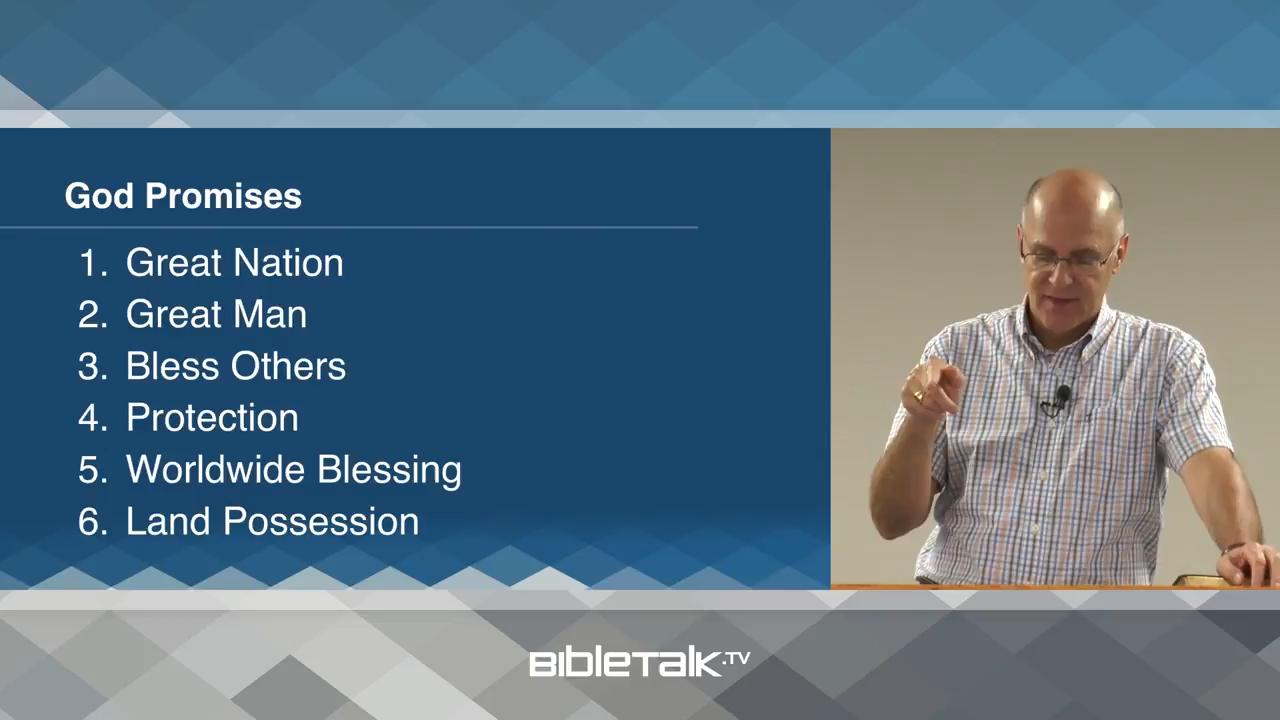 God Promises
1. Great Nation
2. Great Man
3. Bless Others
4. Protection
5. Worldwide Blessing
6. Land Possession
BIBLETALK.TV